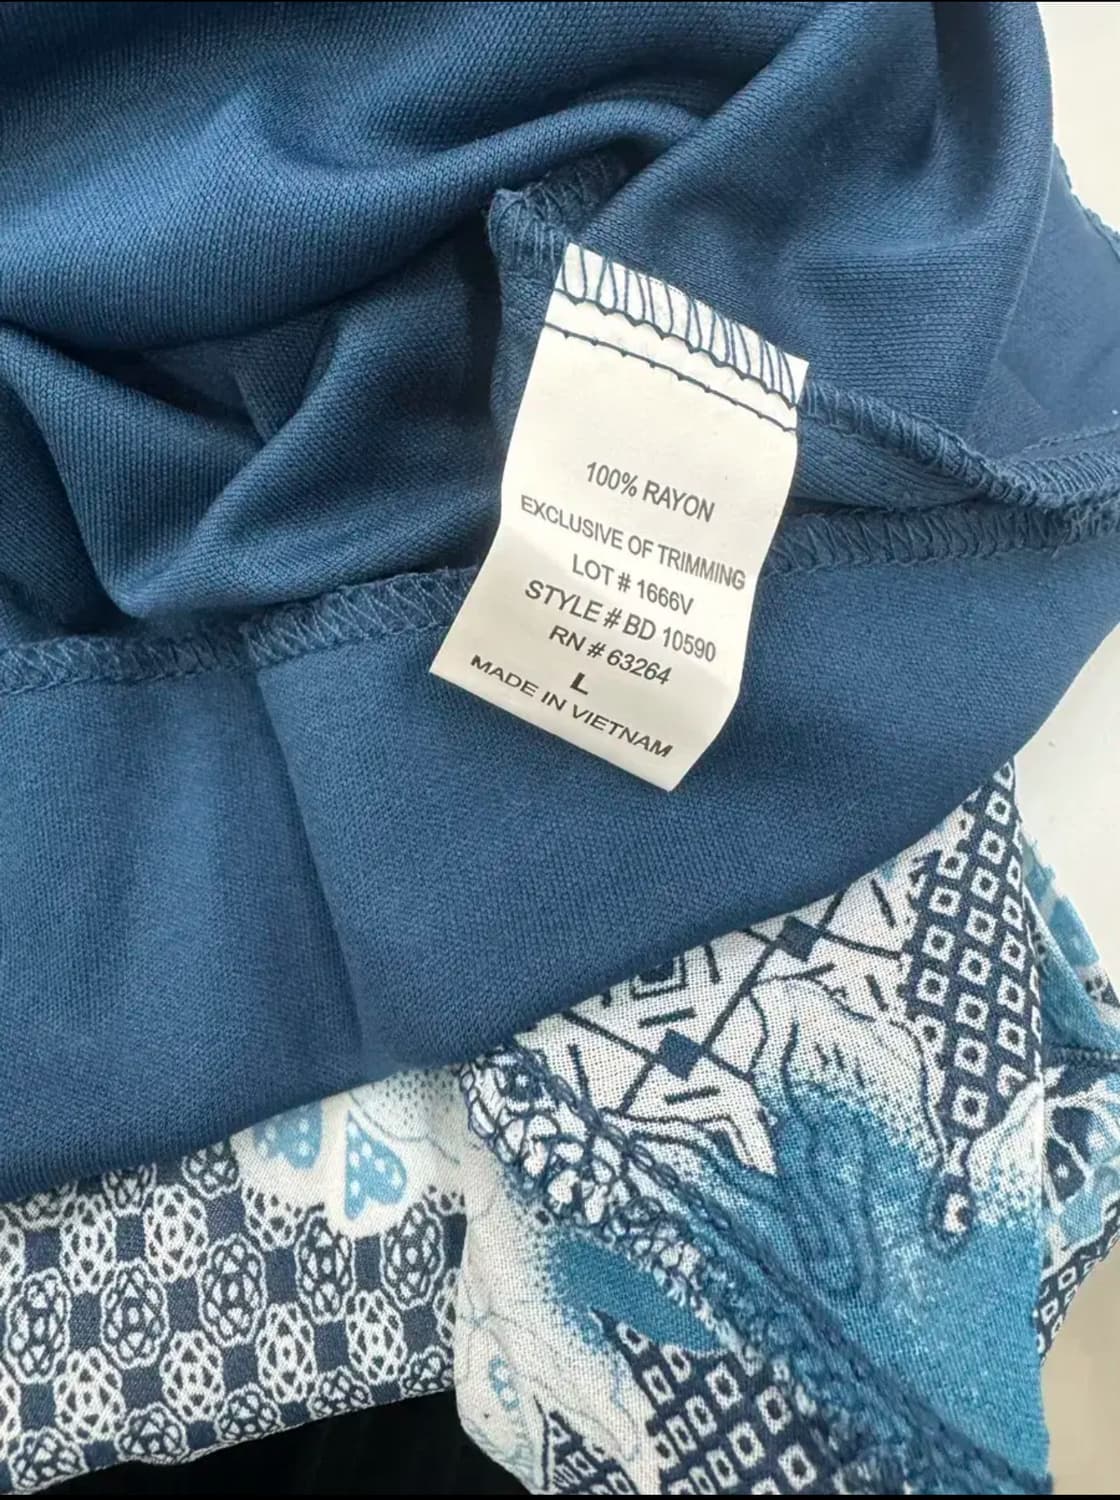 100% RAYON
EXCLUSIVE OF TRIMMING
LOT # 1666V
STYLE # BD 10590
RN # 63264
L
MADE IN VIETNAM